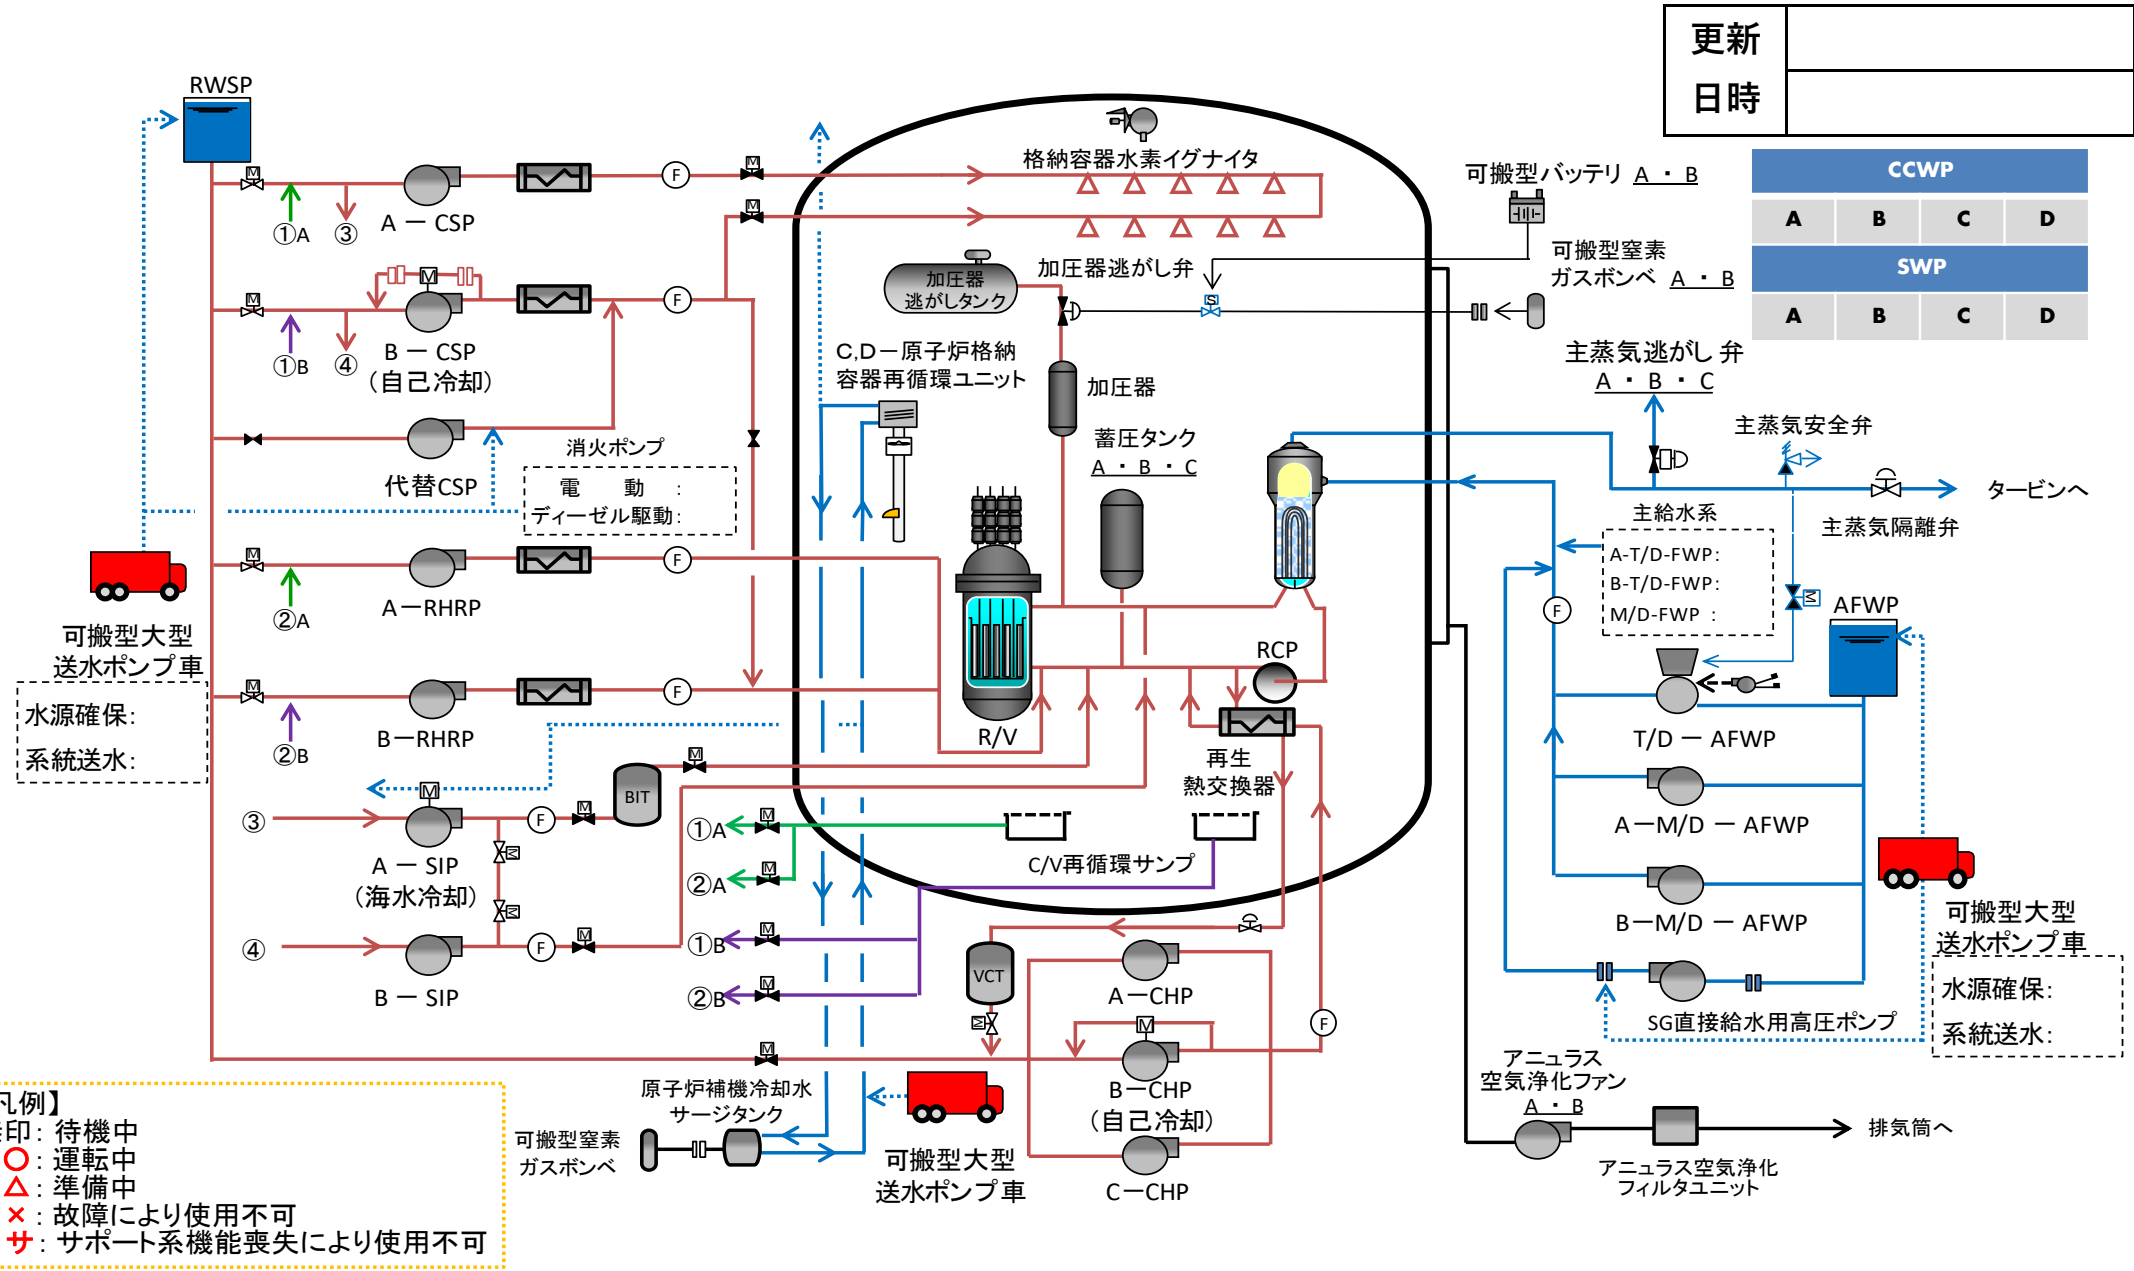 更新
日時
RWSP
M
M
F
①A
③
A － CSP
格納容器水素イグナイタ
可搬型バッテリ A ・ B
CCWP
A B C D
SWP
A B C D
M
M
M
F
①B
④
B － CSP
（自己冷却）
加圧器
逃がしタンク
加圧器逃がし弁
S
可搬型窒素
ガスボンベ A ・ B
C,D－原子炉格納
容器再循環ユニット
加圧器
蓄圧タンク
A ・ B ・ C
主蒸気逃がし弁
A ・ B ・ C
主蒸気安全弁
タービンへ
主蒸気隔離弁
代替CSP
消火ポンプ
電 動 ：
ディーゼル駆動：
主給水系
A-T/D-FWP：
B-T/D-FWP：
M/D-FWP ：
M
F
②A
A－RHRP
F
M
AFWP
可搬型大型
送水ポンプ車
水源確保：
系統送水：
M
F
②B
B－RHRP
R/V
RCP
再生
熱交換器
T/D － AFWP
③
M
F
M
BIT
M
A － SIP
（海水冷却）
M
M
④
F
M
B － SIP
①A
M
②A
M
①B
M
②B
M
C/V再循環サンプ
A－M/D － AFWP
B－M/D － AFWP
SG直接給水用高圧ポンプ
可搬型大型
送水ポンプ車
水源確保：
系統送水：
VCT
M
A－CHP
M
F
M
B－CHP
（自己冷却）
C－CHP
原子炉補機冷却水
サージタンク
可搬型窒素
ガスボンベ
可搬型大型
送水ポンプ車
アニュラス
空気浄化ファン
A ・ B
アニュラス空気浄化
フィルタユニット
排気筒へ
凡例】
印：待機中
○：運転中
△：準備中
×：故障により使用不可
サ：サポート系機能喪失により使用不可